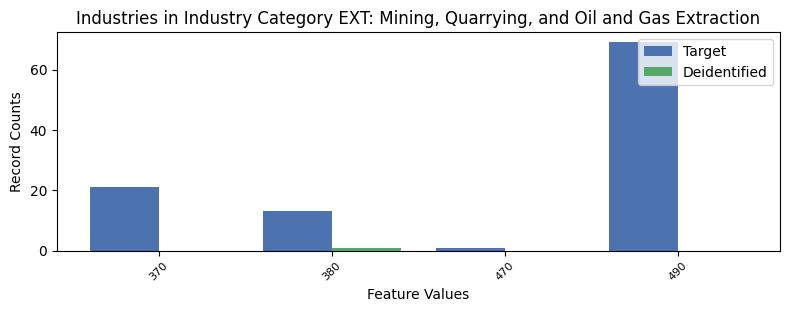 Industries in Industry Category EXT: Mining, Quarrying, and Oil and Gas Extraction
Target
Deidentified
Record Counts
60
40
20
0
370
380
470
490
Feature Values